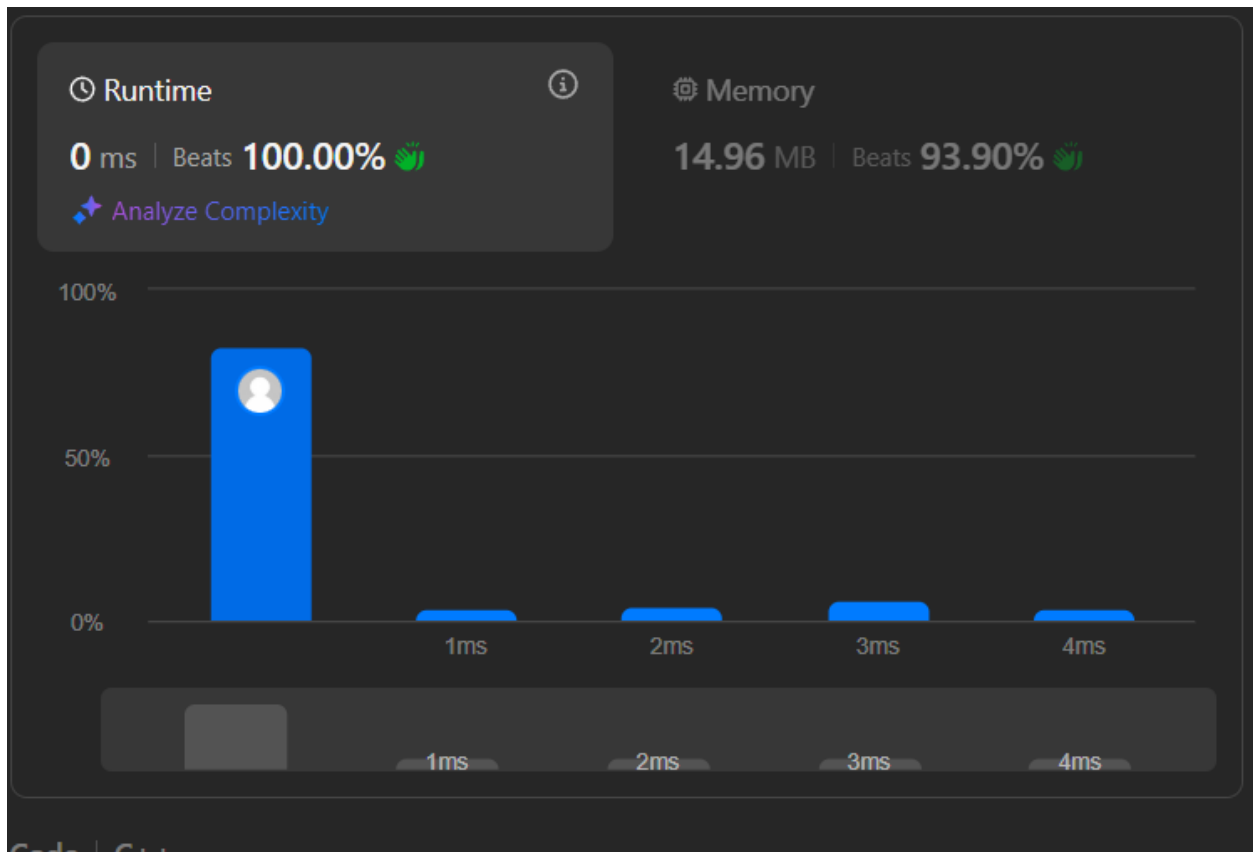 Runtime
0 ms | Beats 100.00%
Analyze Complexity
Memory
14.96 MB | Beats 93.90%
100%
50%
0%
1ms 2ms 3ms 4ms
1ms 2ms 3ms 4ms
Code | C++